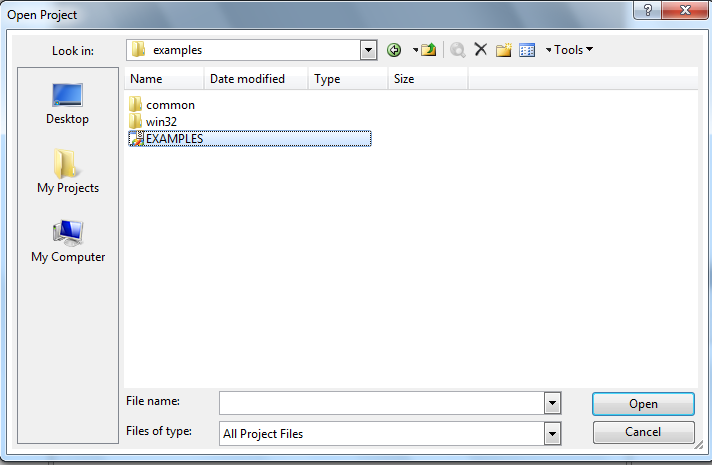 Open Project
Look in:
examples
Tools
Desktop
My Projects
My Computer
Name Date modified Type Size
common
win32
EXAMPLES
File name:
Open
Files of type:
All Project Files
Cancel